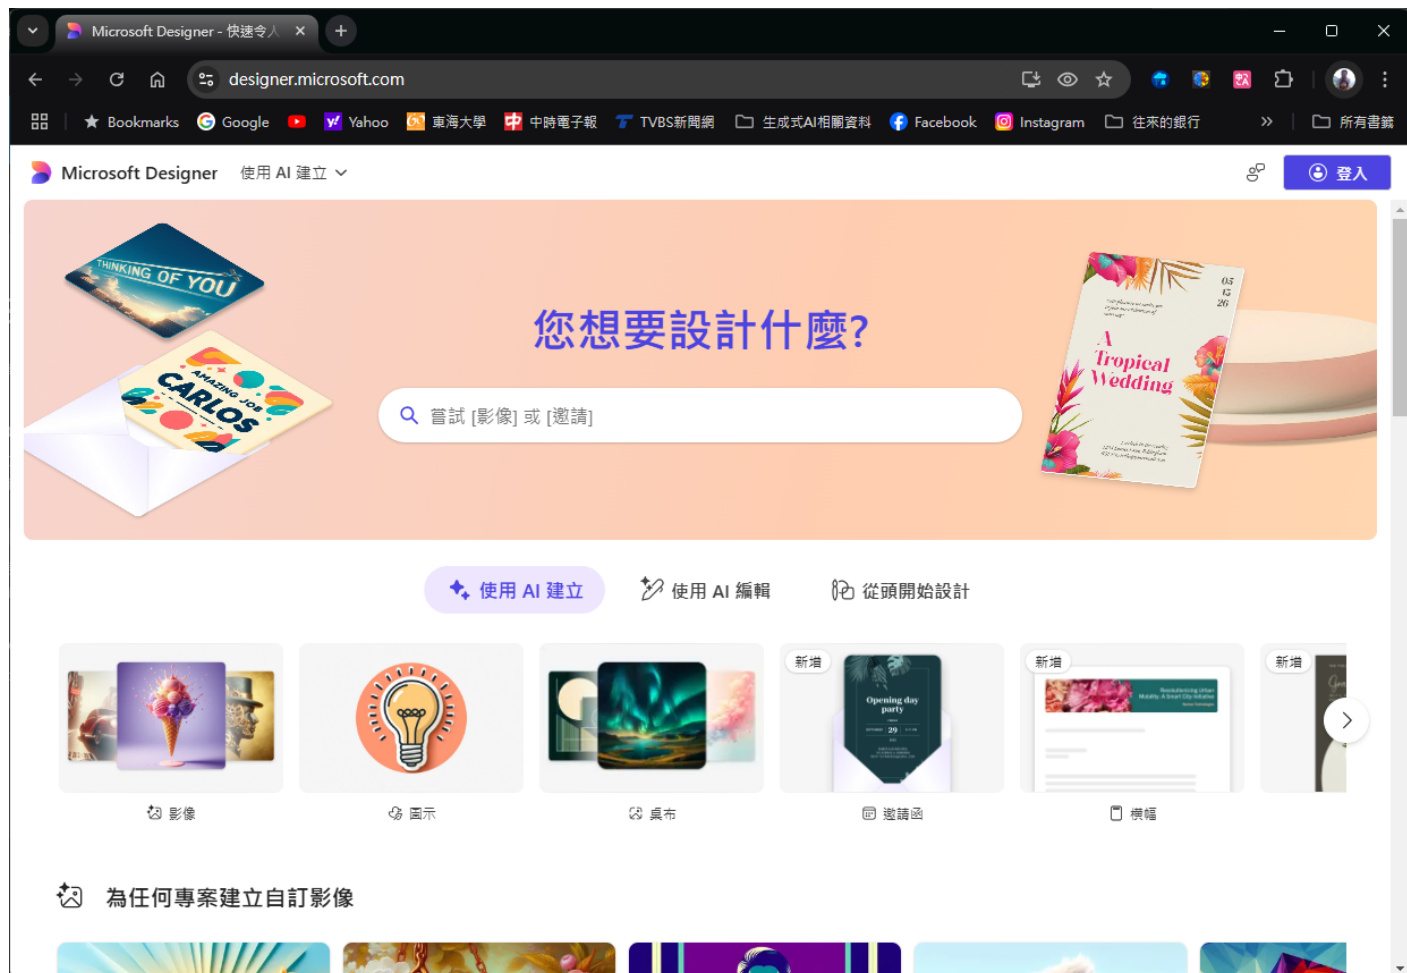 Microsoft Designer - 快速令人
designer.microsoft.com
Bookmarks Google Yahoo 東海大學 中時電子報 TVBS新聞網 生成式AI相關資料 Facebook Instagram 往來的銀行 » 所有書籤
Microsoft Designer 使用 AI 建立 登入
THINKING OF YOU
AMAZING JOB
CARLOS
您想要設計什麼?
嘗試 [影像] 或 [邀請]
05
15
26
A
Tropical
Wedding
使用 AI 建立 使用 AI 編輯 從頭開始設計
新增 新增 新增
Opening day
party
29
Revolutionizing Urban
Mobility: A Smart City Initiative
影像 圖示 桌布 邀請函 橫幅
為任何專案建立自訂影像